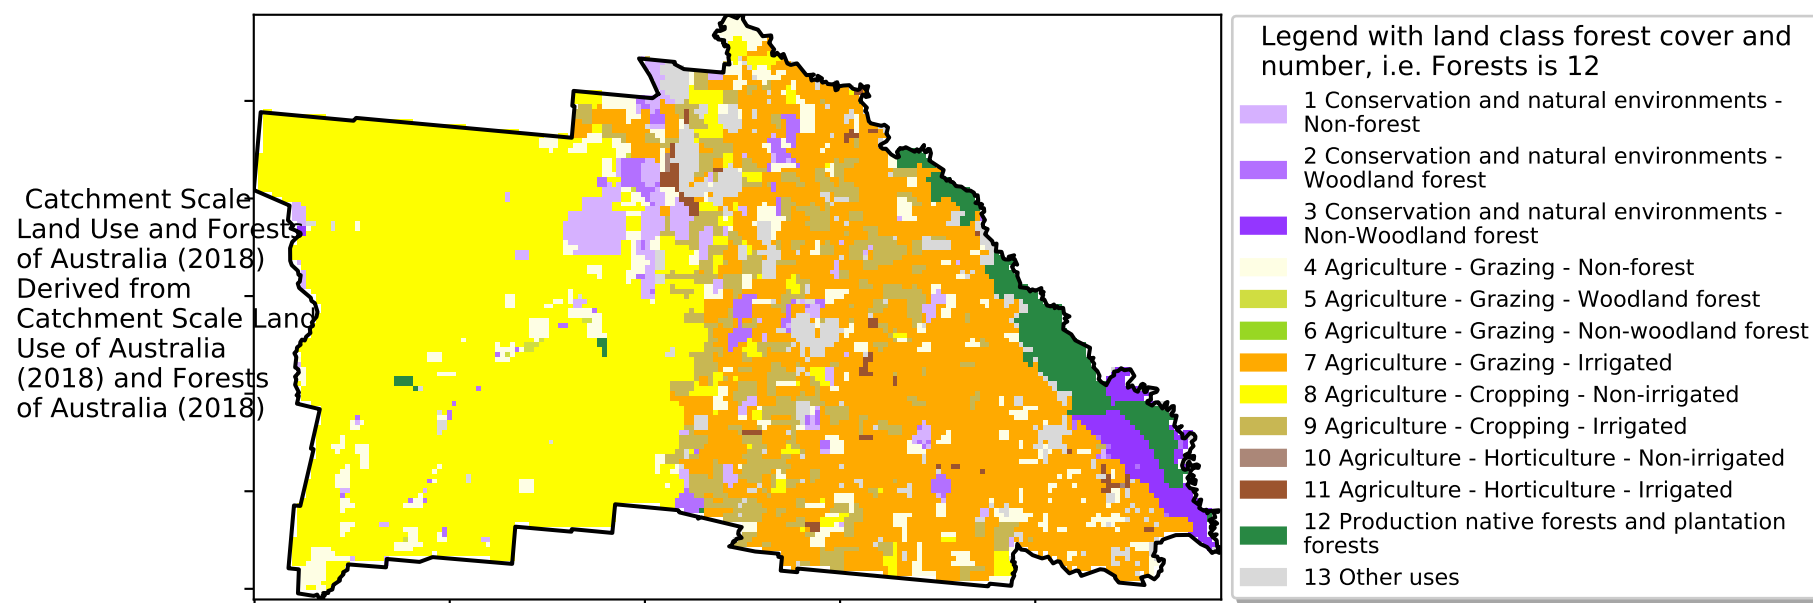 Catchment Scale
Land Use and Forests
of Australia (2018)
Derived from
Catchment Scale Land
Use of Australia
(2018) and Forests
of Australia (2018)
Legend with land class forest cover and
number, i.e. Forests is 12
1 Conservation and natural environments -
Non-forest
2 Conservation and natural environments -
Woodland forest
3 Conservation and natural environments -
Non-Woodland forest
4 Agriculture - Grazing - Non-forest
5 Agriculture - Grazing - Woodland forest
6 Agriculture - Grazing - Non-woodland forest
7 Agriculture - Grazing - Irrigated
8 Agriculture - Cropping - Non-irrigated
9 Agriculture - Cropping - Irrigated
10 Agriculture - Horticulture - Non-irrigated
11 Agriculture - Horticulture - Irrigated
12 Production native forests and plantation
forests
13 Other uses